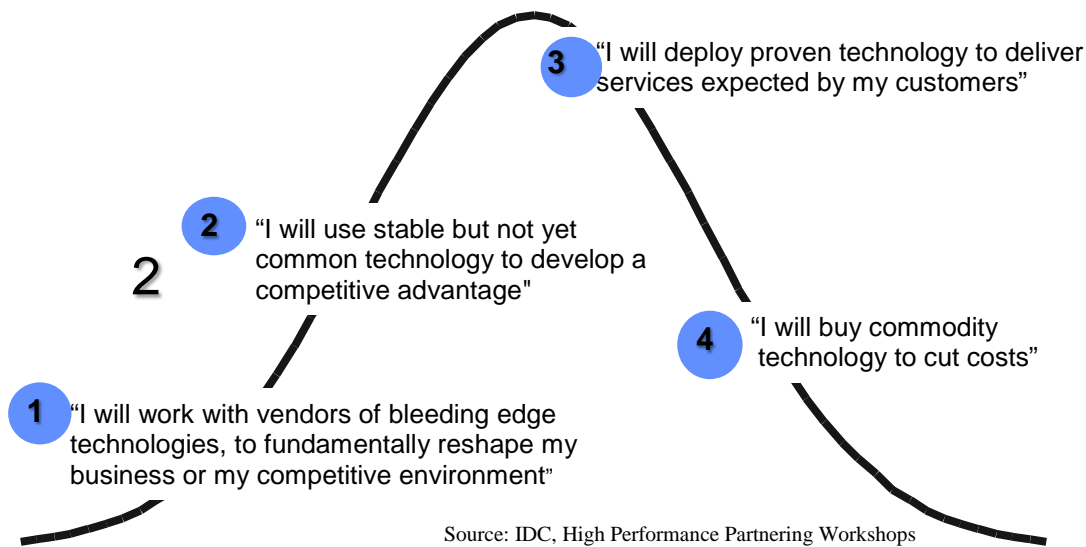 3
“I will deploy proven technology to deliver
services expected by my customers”
2
“I will use stable but not yet
common technology to develop a
competitive advantage"
2
4
“I will buy commodity
technology to cut costs”
1
“I will work with vendors of bleeding edge
technologies, to fundamentally reshape my
business or my competitive environment”
Source: IDC, High Performance Partnering Workshops